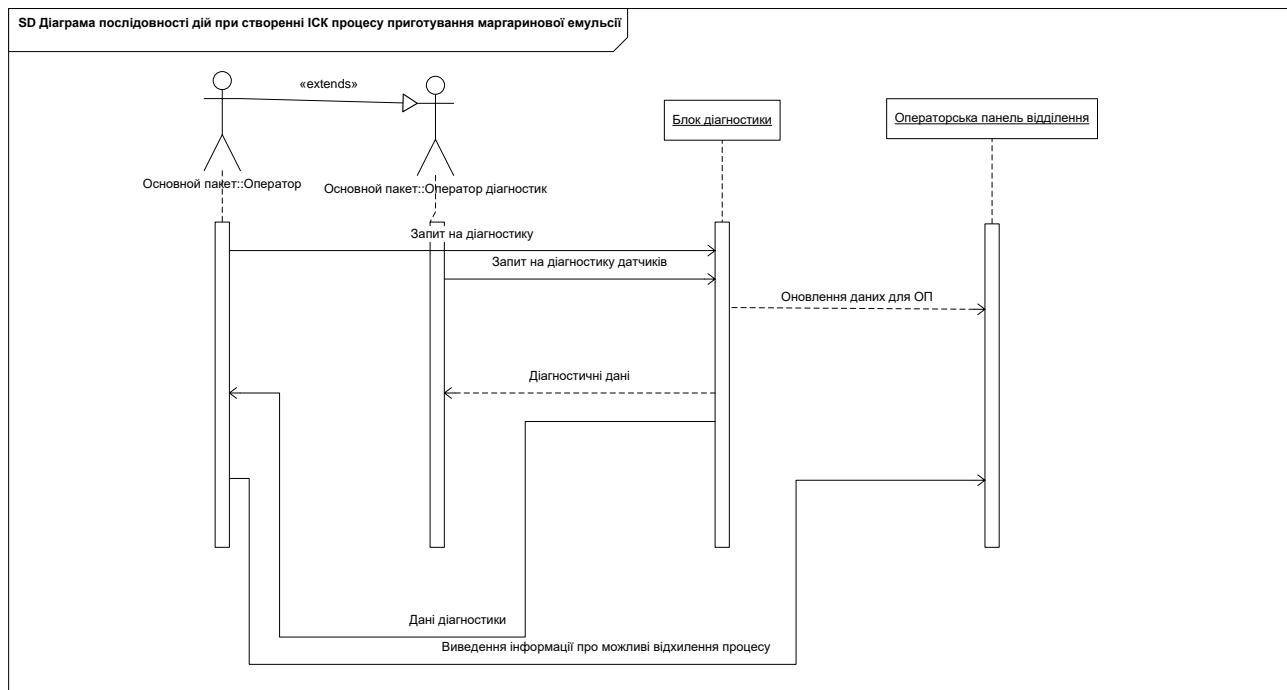 SD Діаграма послідовності дій при створенні ІСК процесу приготування маргаринової емульсії
«extends»
Блок діагностики
Операторська панель відділення
Основной пакет::Оператор
Основной пакет::Оператор діагностик
Запит на діагностику
Запит на діагностику датчиків
Оновлення даних для ОП
Діагностичні дані
Дані діагностики
Виведення інформації про можливі відхилення процесу